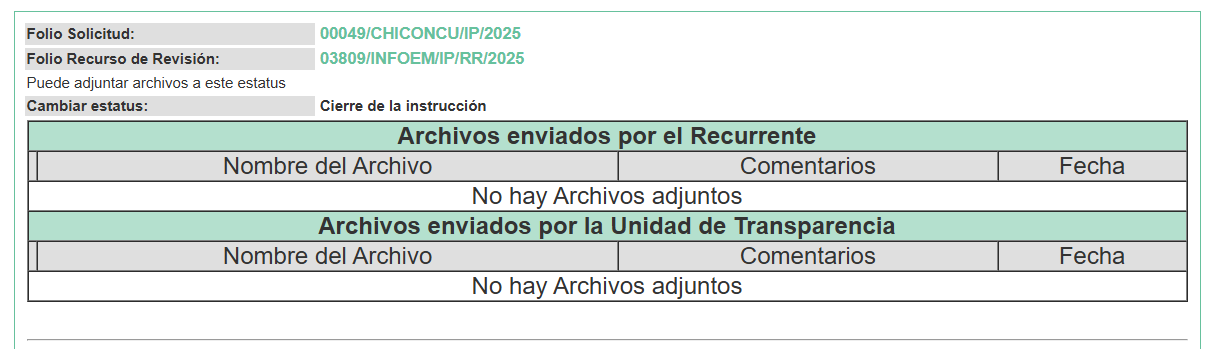 Folio Solicitud: 00049/CHICONCU/IP/2025
Folio Recurso de Revisión: 03809/INFOEM/IP/RR/2025
Puede adjuntar archivos a este estatus
Cambiar estatus: Cierre de la instrucción
Archivos enviados por el Recurrente
Nombre del Archivo Comentarios Fecha
No hay Archivos adjuntos
Archivos enviados por la Unidad de Transparencia
Nombre del Archivo Comentarios Fecha
No hay Archivos adjuntos